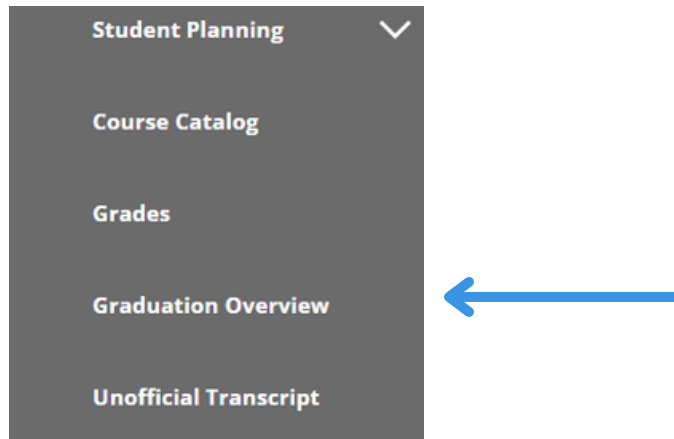 Student Planning
Course Catalog
Grades
Graduation Overview
Unofficial Transcript